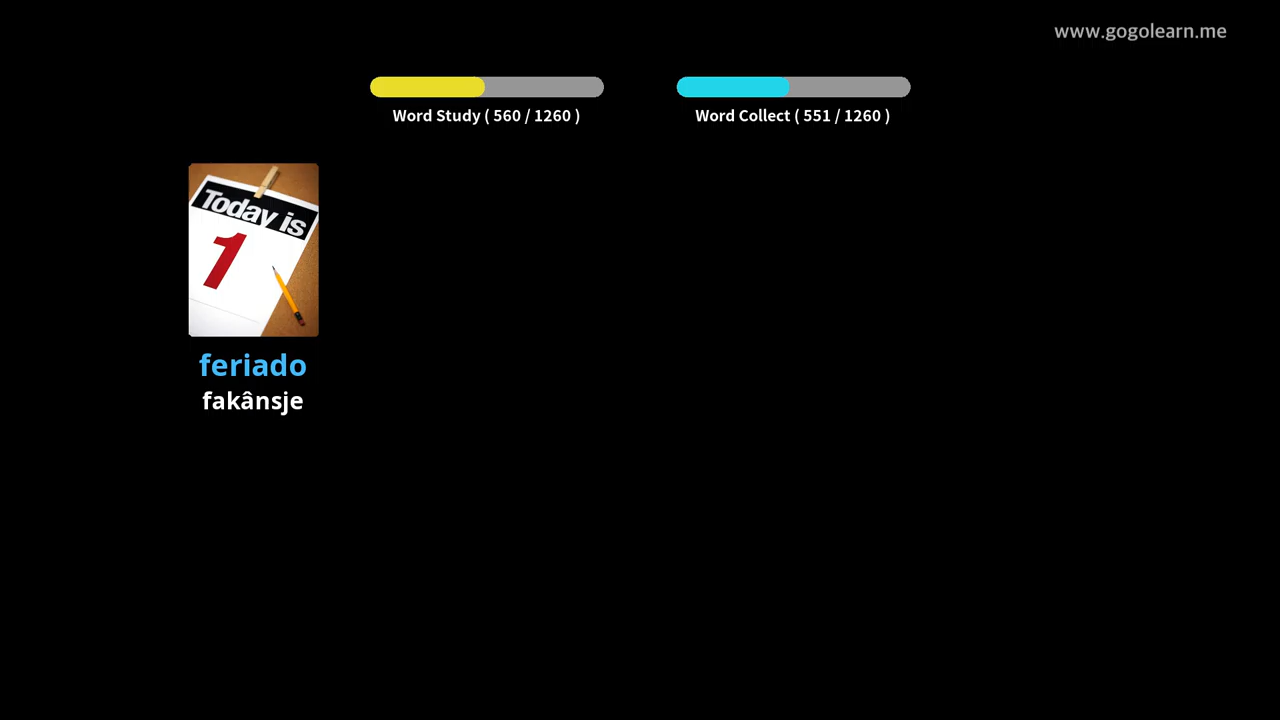 www.gogolearn.me
Word Study ( 560 / 1260 )
Word Collect ( 551 / 1260 )
Today is
1
feriado
fakânsje